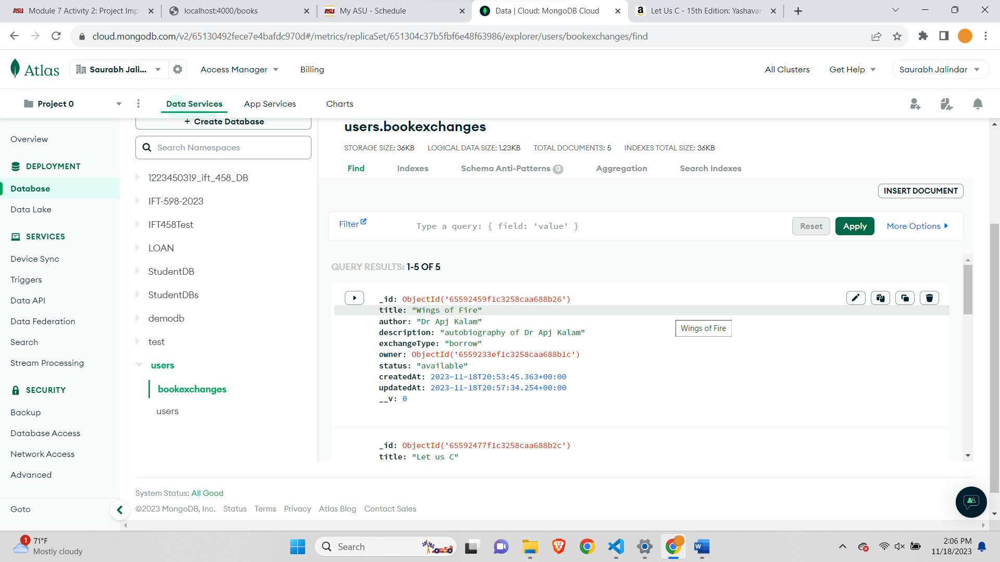 Module 7 Activity 2: Project Impl
localhost:4000/books
My ASU - Schedule
Data | Cloud: MongoDB Cloud
Let Us C - 15th Edition: Yashavan
cloud.mongodb.com/v2/65130492fece7e4bafdc970d#/metrics/replicaSet/651304c37b5fbf6e48f63986/explorer/users/bookexchanges/find
Atlas
Saurabh Jali...
Access Manager
Billing
All Clusters
Get Help
Saurabh Jalindar
Project 0
Data Services
App Services
Charts
Overview
DEPLOYMENT
Database
Data Lake
SERVICES
Device Sync
Triggers
Data API
Data Federation
Search
Stream Processing
SECURITY
Backup
Database Access
Network Access
Advanced
Goto
+ Create Database
Search Namespaces
1223450319_ift_458_DB
IFT-598-2023
IFT458Test
LOAN
StudentDB
StudentDBs
demodb
test
users
bookexchanges
users
users.bookexchanges
STORAGE SIZE: 36KB LOGICAL DATA SIZE: 1.23KB TOTAL DOCUMENTS: 5 INDEXES TOTAL SIZE: 36KB
Find Indexes Schema Anti-Patterns 0 Aggregation Search Indexes
INSERT DOCUMENT
Filter Type a query: { field: 'value' } Reset Apply More Options
QUERY RESULTS: 1-5 OF 5
_id: ObjectId('65592459f1c3258caa688b26')
title: "Wings of Fire"
author: "Dr Apj Kalam"
Wings of Fire
description: "autobiography of Dr Apj Kalam"
exchangeType: "borrow"
owner: ObjectId('6559233ef1c3258caa688b1c')
status: "available"
createdAt: 2023-11-18T20:53:45.363+00:00
updatedAt: 2023-11-18T20:57:34.254+00:00
__v: 0
_id: ObjectId('65592477f1c3258caa688b2c')
title: "Let us C"
System Status: All Good
©2023 MongoDB, Inc. Status Terms Privacy Atlas Blog Contact Sales
1
71°F
Mostly cloudy
Search
2:06 PM
11/18/2023